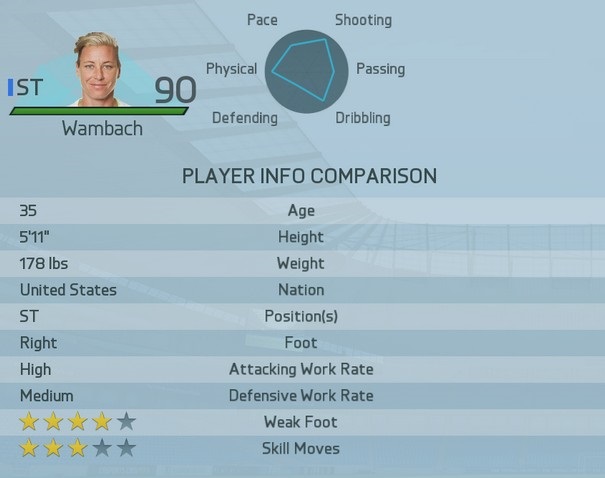 Pace Shooting
Physical Passing
Defending Dribbling
ST 90
Wambach
PLAYER INFO COMPARISON
35 Age
5'11" Height
178 lbs Weight
United States Nation
ST Position(s)
Right Foot
High Attacking Work Rate
Medium Defensive Work Rate
Weak Foot
Skill Moves